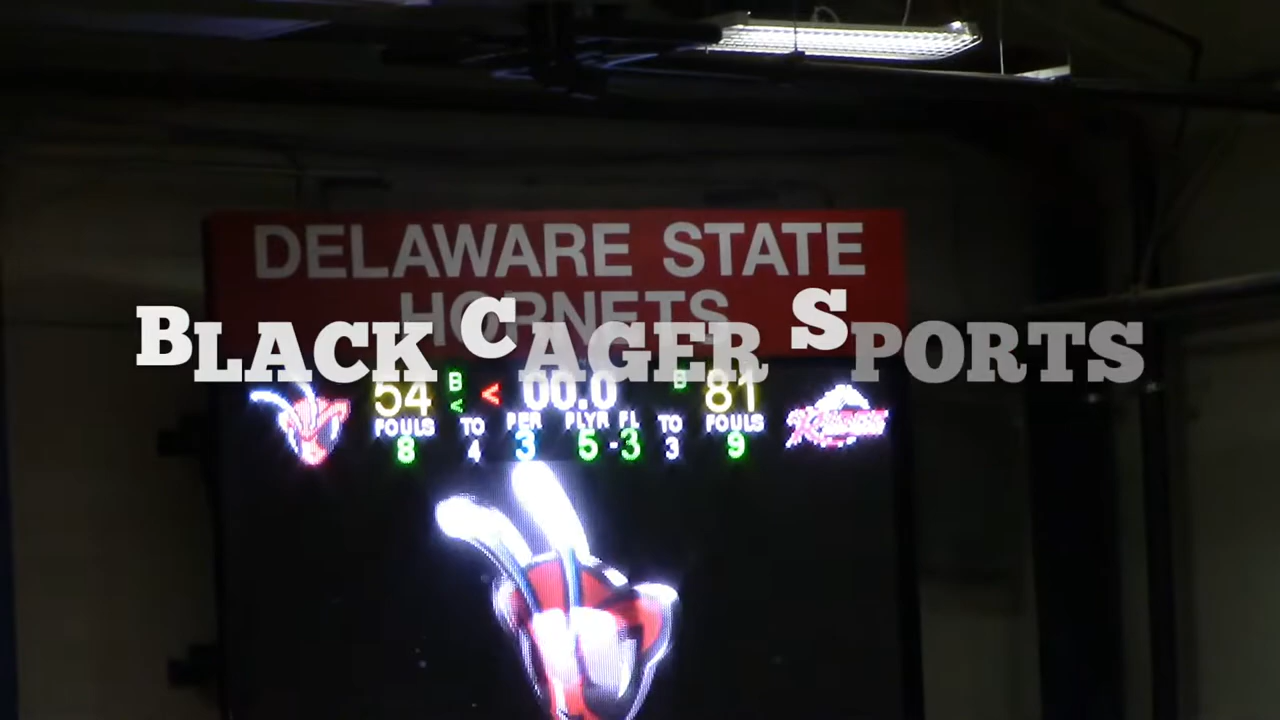 DELAWARE STATE
HORNETS
BLACK CAGER SPORTS
54 B < < 00.0 B 81
FOULS TO PER PLYR FL TO FOULS
8 4 3 5-3 3 9